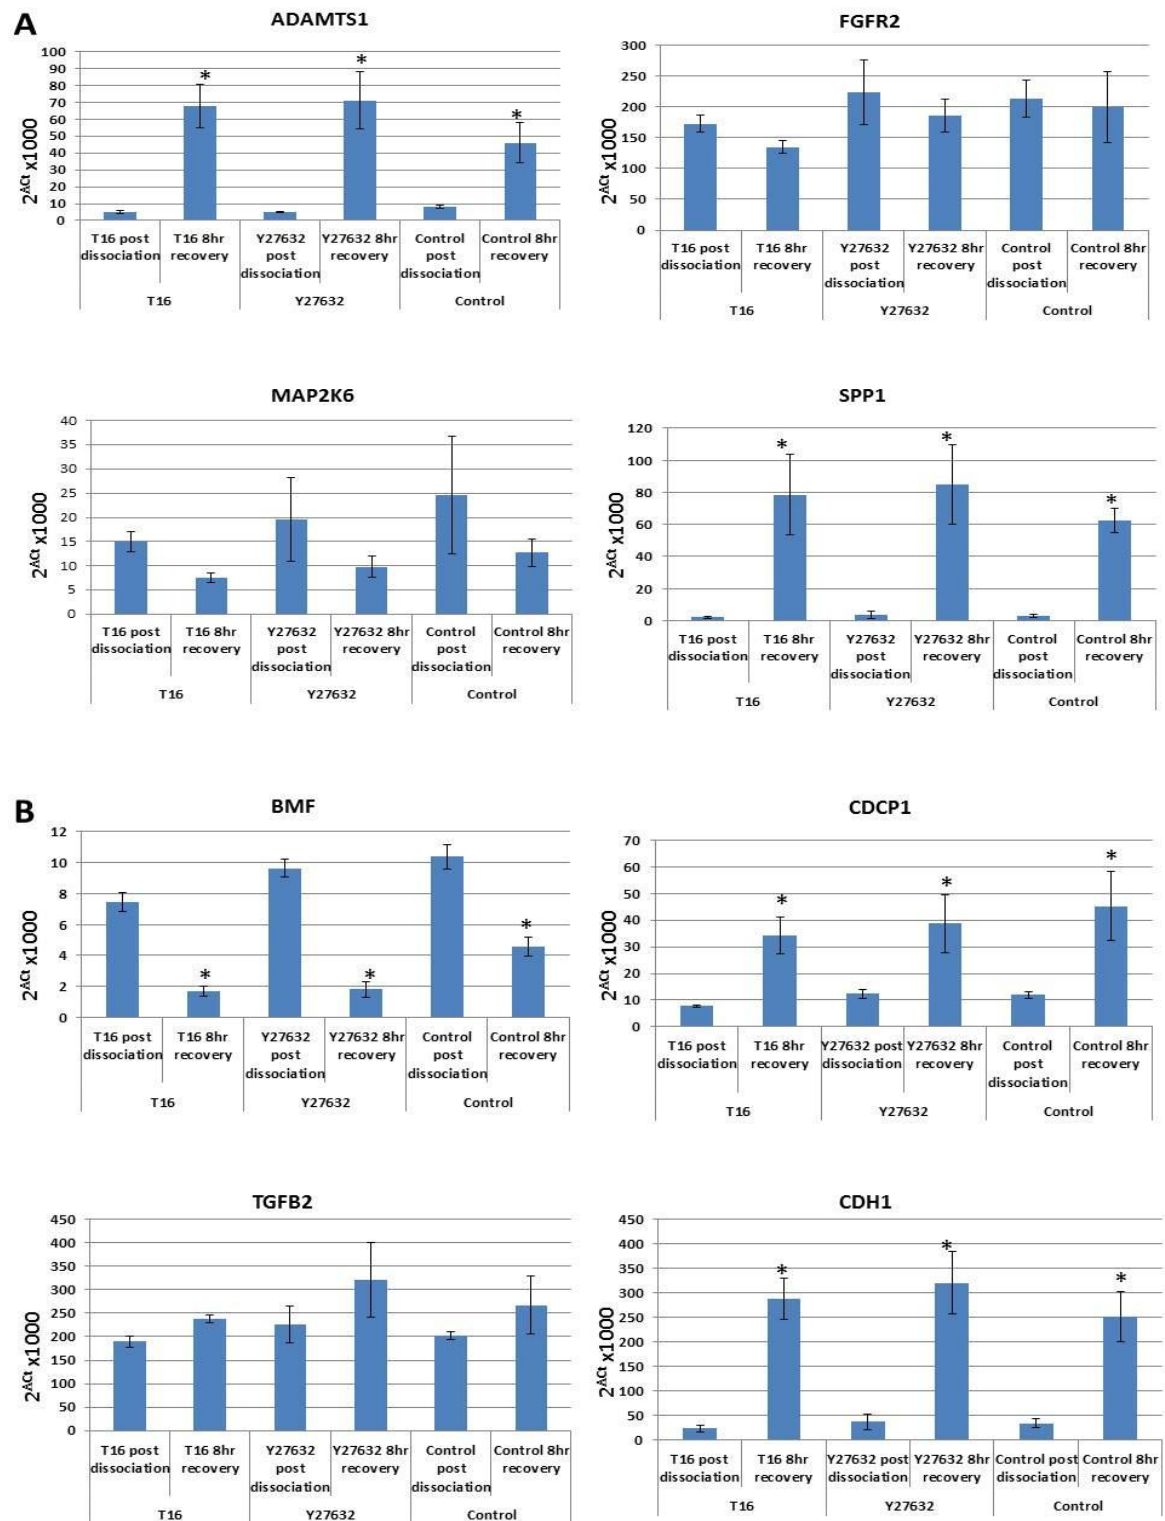 A
ADAMTS1
2^ΔCt x1000
100
90
80
70
60
50
40
30
20
10
0
* * *
T16 post dissociation
T16 8hr recovery
Y27632 post dissociation
Y27632 8hr recovery
Control post dissociation
Control 8hr recovery
T16 Y27632 Control
FGFR2
2^ΔCt x1000
300
250
200
150
100
50
0
T16 post dissociation
T16 8hr recovery
Y27632 post dissociation
Y27632 8hr recovery
Control post dissociation
Control 8hr recovery
T16 Y27632 Control
MAP2K6
2^ΔCt x1000
40
35
30
25
20
15
10
5
0
T16 post dissociation
T16 8hr recovery
Y27632 post dissociation
Y27632 8hr recovery
Control post dissociation
Control 8hr recovery
T16 Y27632 Control
SPP1
2^ΔCt x1000
120
100
80
60
40
20
0
* * *
T16 post dissociation
T16 8hr recovery
Y27632 post dissociation
Y27632 8hr recovery
Control post dissociation
Control 8hr recovery
T16 Y27632 Control
B
BMF
2^ΔCt x1000
12
10
8
6
4
2
0
* * *
T16 post dissociation
T16 8hr recovery
Y27632 post dissociation
Y27632 8hr recovery
Control post dissociation
Control 8hr recovery
T16 Y27632 Control
CDCP1
2^ΔCt x1000
70
60
50
40
30
20
10
0
* * *
T16 post dissociation
T16 8hr recovery
Y27632 post dissociation
Y27632 8hr recovery
Control post dissociation
Control 8hr recovery
T16 Y27632 Control
TGFB2
2^ΔCt x1000
450
400
350
300
250
200
150
100
50
0
T16 post dissociation
T16 8hr recovery
Y27632 post dissociation
Y27632 8hr recovery
Control post dissociation
Control 8hr recovery
T16 Y27632 Control
CDH1
2^ΔCt x1000
450
400
350
300
250
200
150
100
50
0
* * *
T16 post dissociation
T16 8hr recovery
Y27632 post dissociation
Y27632 8hr recovery
Control post dissociation
Control 8hr recovery
T16 Y27632 Control